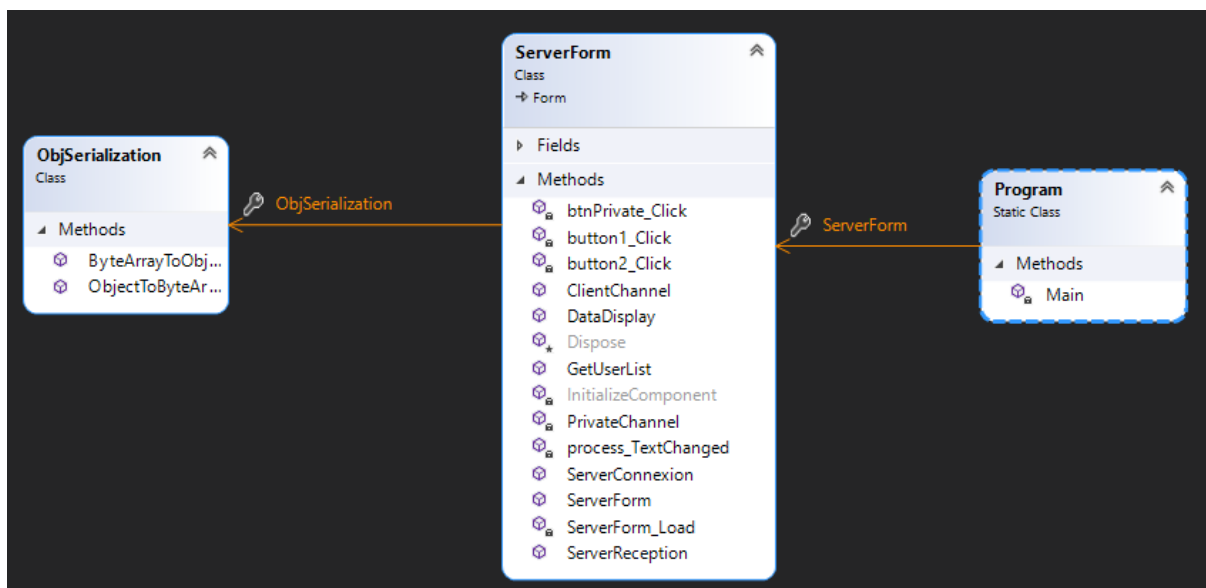 ObjSerialization
Class
Methods
ByteArrayToObj...
ObjectToByteAr...
ObjSerialization
ServerForm
Class
Form
Fields
Methods
btnPrivate_Click
button1_Click
button2_Click
ClientChannel
DataDisplay
Dispose
GetUserList
InitializeComponent
PrivateChannel
process_TextChanged
ServerConnexion
ServerForm
ServerForm_Load
ServerReception
ServerForm
Program
Static Class
Methods
Main